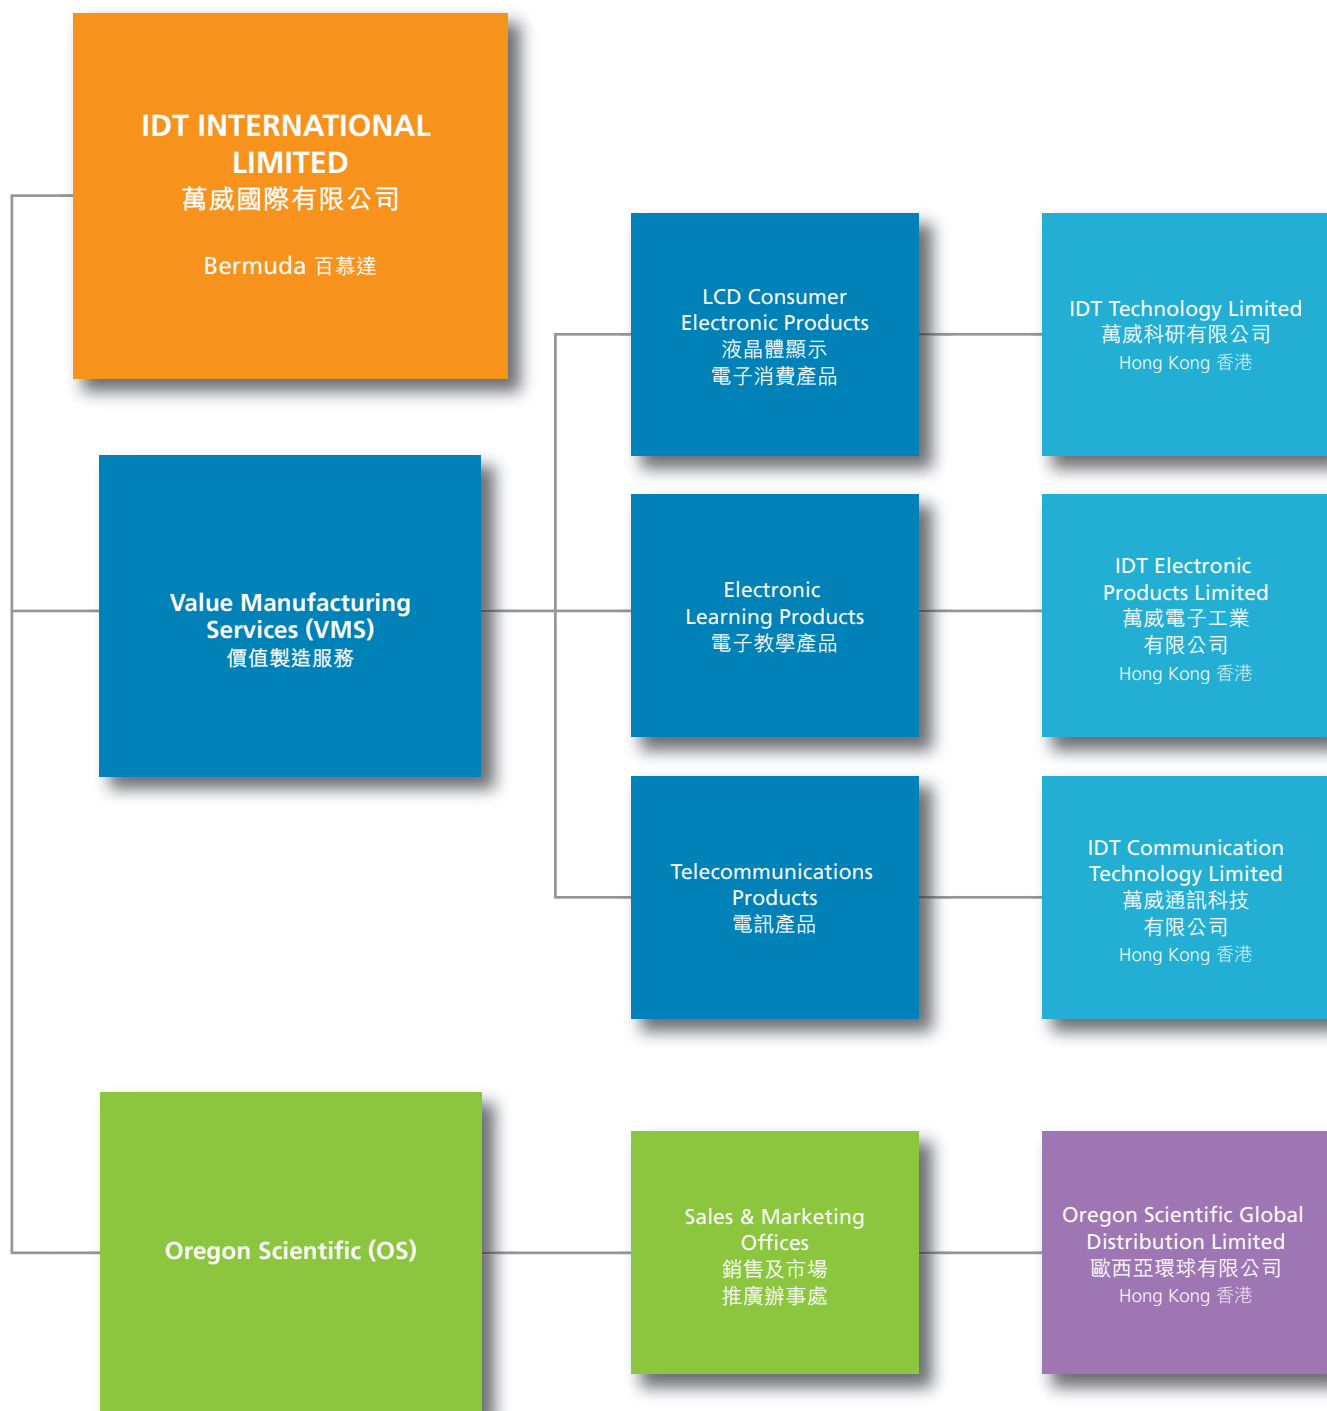 IDT INTERNATIONAL
LIMITED
萬威國際有限公司
Bermuda 百慕達
LCD Consumer
Electronic Products
液晶體顯示
電子消費產品
IDT Technology Limited
萬威科研有限公司
Hong Kong 香港
Value Manufacturing
Services (VMS)
價值製造服務
Electronic
Learning Products
電子教學產品
IDT Electronic
Products Limited
萬威電子工業
有限公司
Hong Kong 香港
Telecommunications
Products
電訊產品
IDT Communication
Technology Limited
萬威通訊科技
有限公司
Hong Kong 香港
Oregon Scientific (OS)
Sales & Marketing
Offices
銷售及市場
推廣辦事處
Oregon Scientific Global
Distribution Limited
歐西亞環球有限公司
Hong Kong 香港